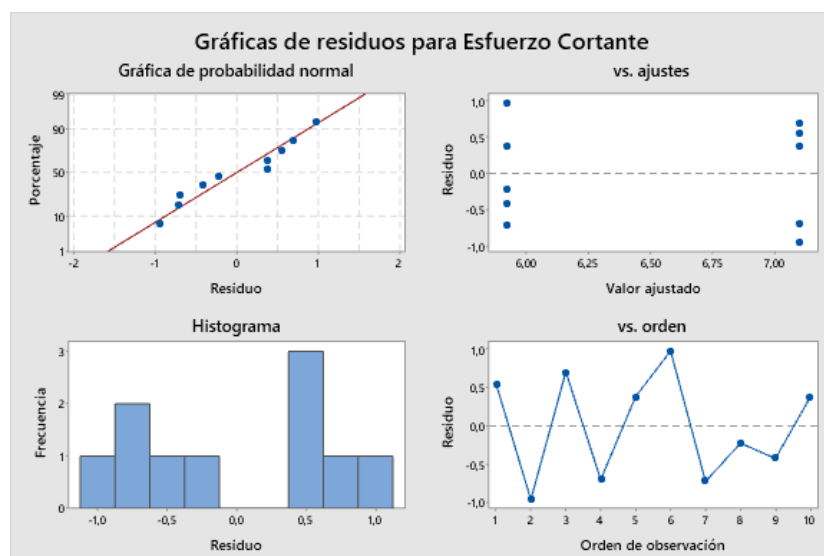 Gráficas de residuos para Esfuerzo Cortante
Gráfica de probabilidad normal
99
90
50
10
1
Porcentaje
-2 -1 0 1 2
Residuo
vs. ajustes
1,0
0,5
0,0
-0,5
-1,0
Residuo
6,00 6,25 6,50 6,75 7,00
Valor ajustado
Histograma
3
2
1
0
Frecuencia
-1,0 -0,5 0,0 0,5 1,0
Residuo
vs. orden
1,0
0,5
0,0
-0,5
-1,0
Residuo
1 2 3 4 5 6 7 8 9 10
Orden de observación